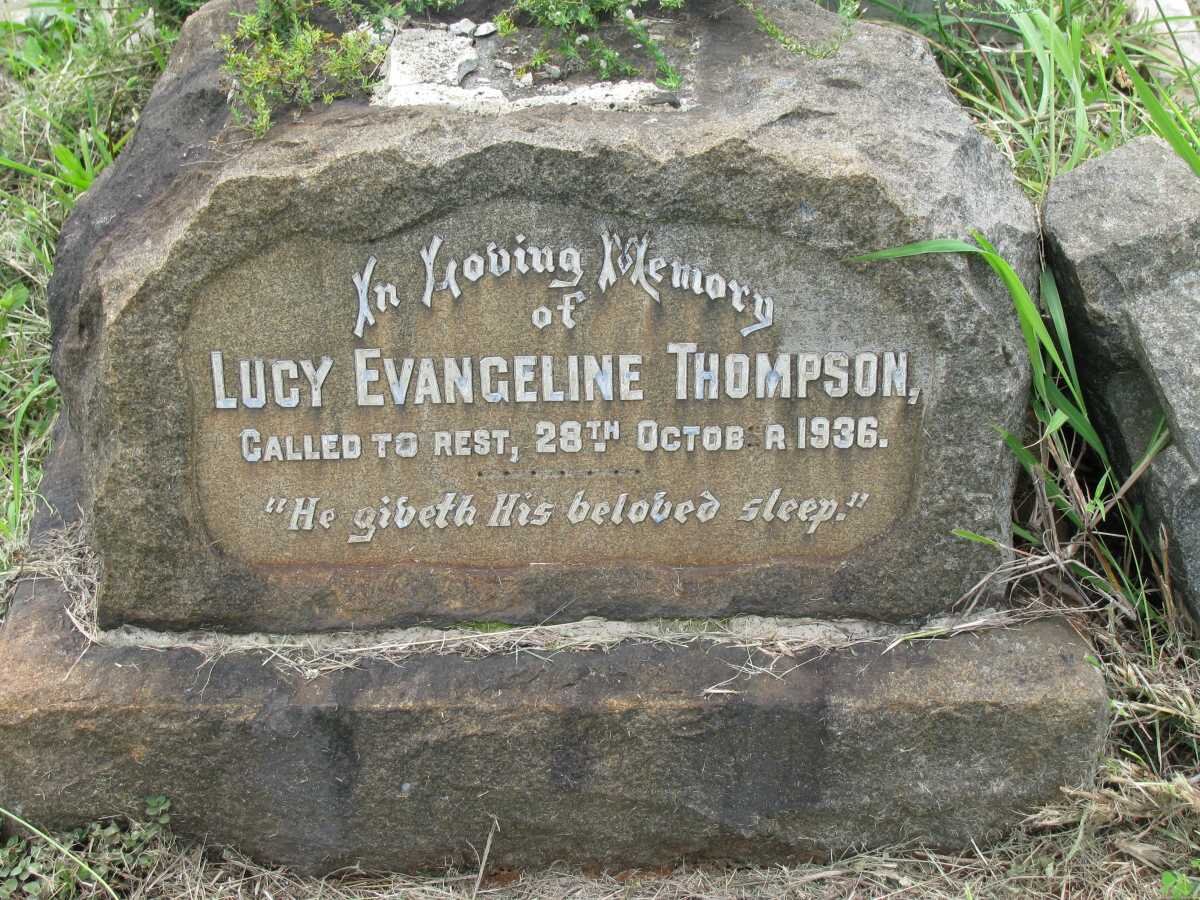 In Loving Memory
of
LUCY EVANGELINE THOMPSON,
CALLED TO REST, 28TH OCTOB R 1936.
"He giveth His beloved sleep."